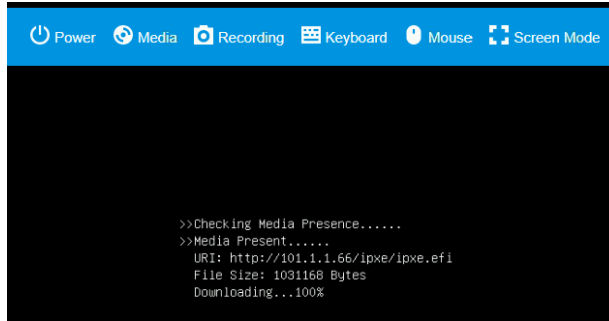 Power Media Recording Keyboard Mouse Screen Mode
>>Checking Media Presence......
>>Media Present......
URI: http://101.1.1.66/ipxe/ipxe.efi
File Size: 1031168 Bytes
Downloading...100%